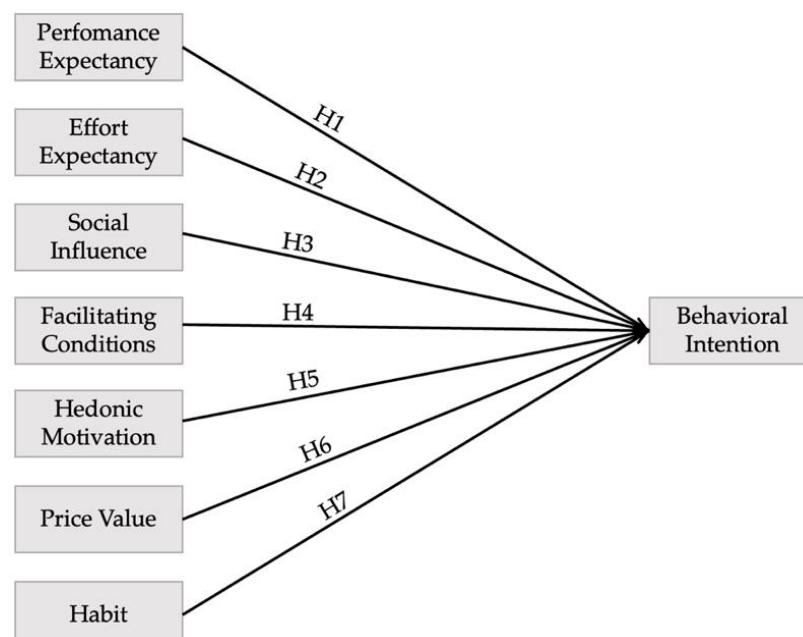 Perfomance
Expectancy
H1
Effort
Expectancy
H2
Social
Influence
H3
Facilitating
Conditions
H4
Behavioral
Intention
Hedonic
Motivation
H5
Price Value
H6
Habit
H7